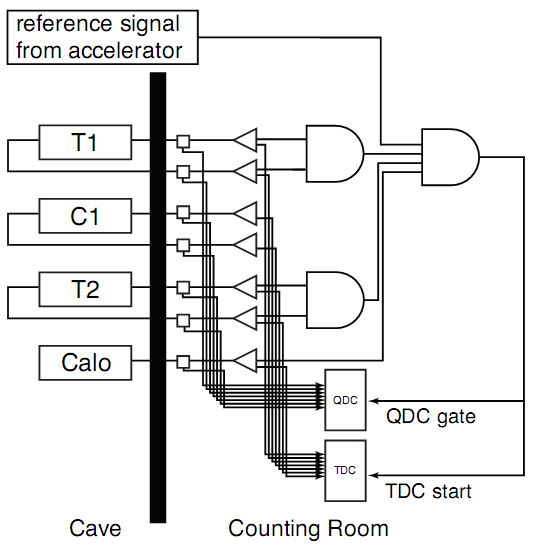 reference signal
from accelerator
T1
C1
T2
Calo
QDC
QDC gate
TDC
TDC start
Cave
Counting Room